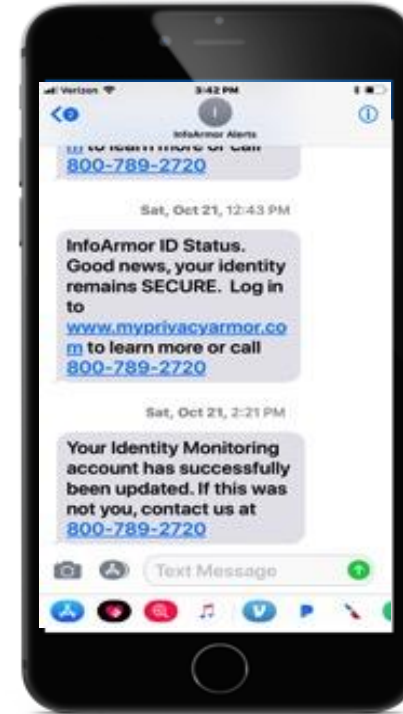 Verizon
3:42 PM
InfoArmor Alerts
m to learn more or call
800-789-2720
Sat, Oct 21, 12:43 PM
InfoArmor ID Status.
Good news, your identity
remains SECURE. Log in
to
www.myprivacyarmor.co
m to learn more or call
800-789-2720
Sat, Oct 21, 2:21 PM
Your Identity Monitoring
account has successfully
been updated. If this was
not you, contact us at
800-789-2720
Text Message